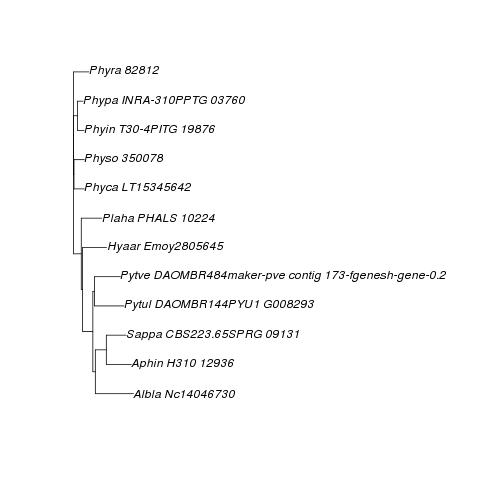 Phyra 82812
Phypa INRA-310PPTG 03760
Phyin T30-4PITG 19876
Physo 350078
Phyca LT15345642
Plaha PHALS 10224
Hyaar Emoy2805645
Pytve DAOMBR484maker-pve contig 173-fgenesh-gene-0.2
Pytul DAOMBR144PYU1 G008293
Sappa CBS223.65SPRG 09131
Aphin H310 12936
Albla Nc14046730